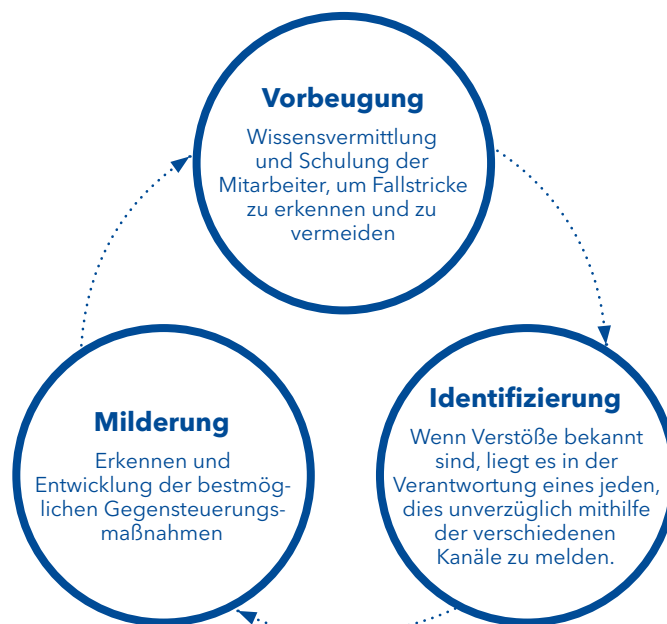 Vorbeugung
Wissensvermittlung
und Schulung der
Mitarbeiter, um Fallstricke
zu erkennen und zu
vermeiden
Milderung
Erkennen und
Entwicklung der bestmög-
lichen Gegensteuerungs-
maßnahmen
Identifizierung
Wenn Verstöße bekannt
sind, liegt es in der
Verantwortung eines jeden,
dies unverzüglich mithilfe
der verschiedenen
Kanäle zu melden.